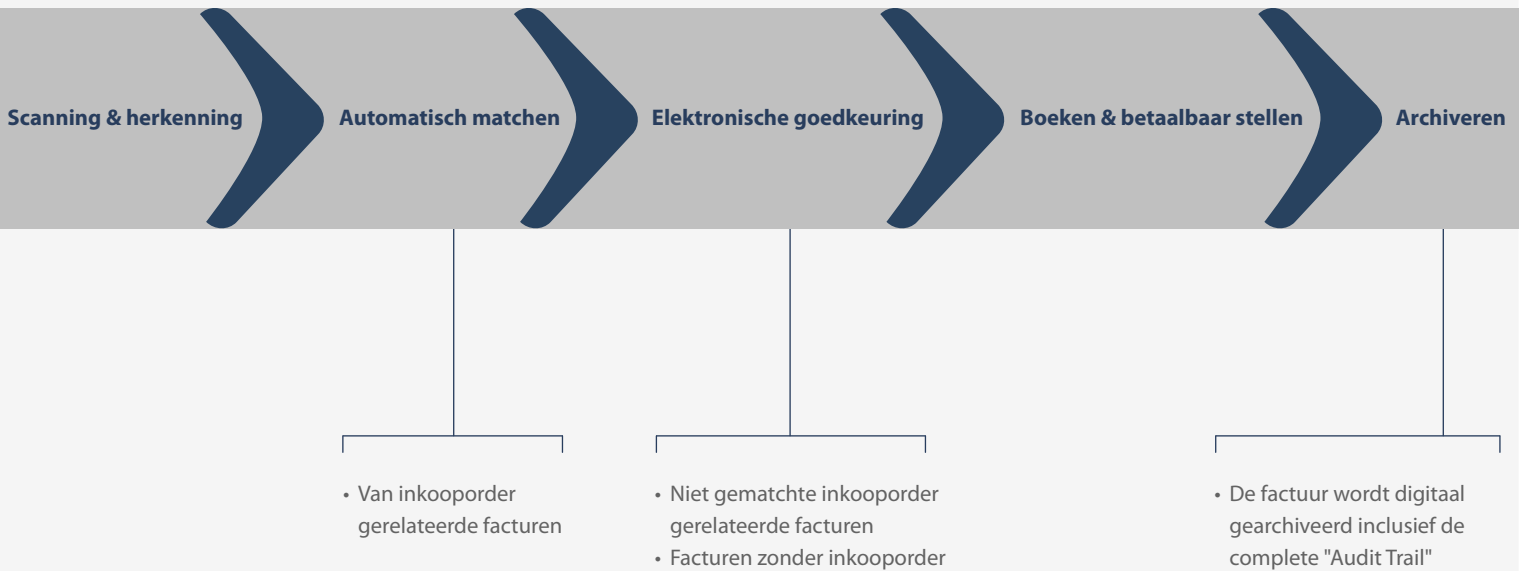 Scanning & herkenning
Automatisch matchen
Elektronische goedkeuring
Boeken & betaalbaar stellen
Archiveren
• Van inkooporder
gerelateerde facturen
• Niet gematchte inkooporder
gerelateerde facturen
• Facturen zonder inkooporder
• De factuur wordt digitaal
gearchiveerd inclusief de
complete "Audit Trail"